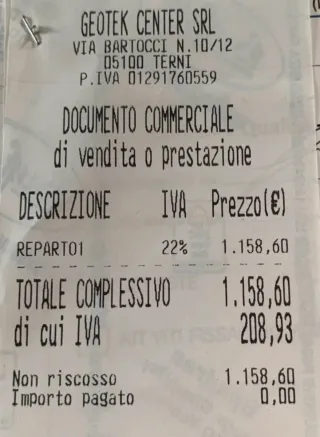 GEOTEK CENTER SRL
VIA BARTOCCI N.10/12
05100 TERNI
P.IVA 01291760559
DOCUMENTO COMMERCIALE
di vendita o prestazione
DESCRIZIONE IVA Prezzo(€)
REPARTO1 22% 1.158,60
TOTALE COMPLESSIVO 1.158,60
di cui IVA 208,93
Non riscosso 1.158,60
Importo pagato 0,00